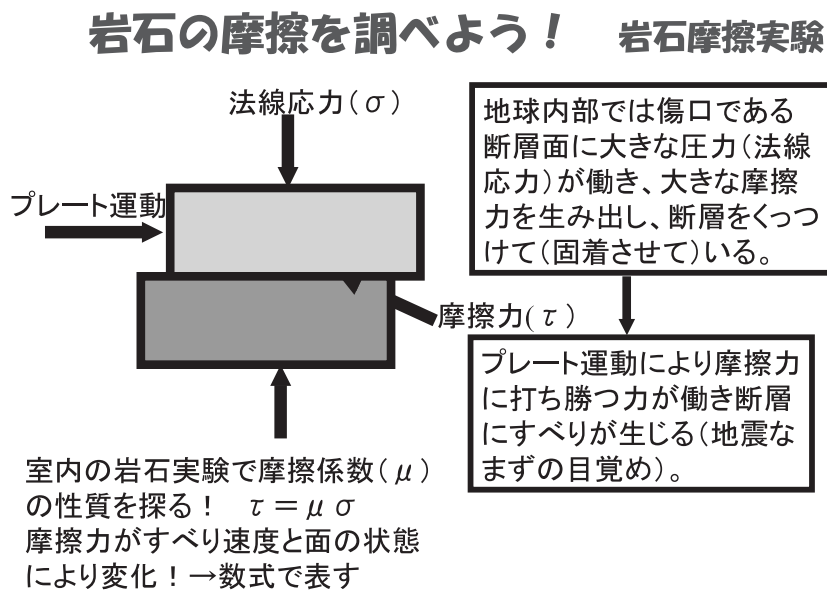 岩石の摩擦を調べよう！　岩石摩擦実験
法線応力(σ)
プレート運動
摩擦力(τ)
室内の岩石実験で摩擦係数(μ)
の性質を探る！　τ＝μσ
摩擦力がすべり速度と面の状態
により変化！→数式で表す
地球内部では傷口である
断層面に大きな圧力(法線
応力)が働き、大きな摩擦
力を生み出し、断層をくっつ
けて(固着させて)いる。
プレート運動により摩擦力
に打ち勝つ力が働き断層
にすべりが生じる(地震な
まずの目覚め)。